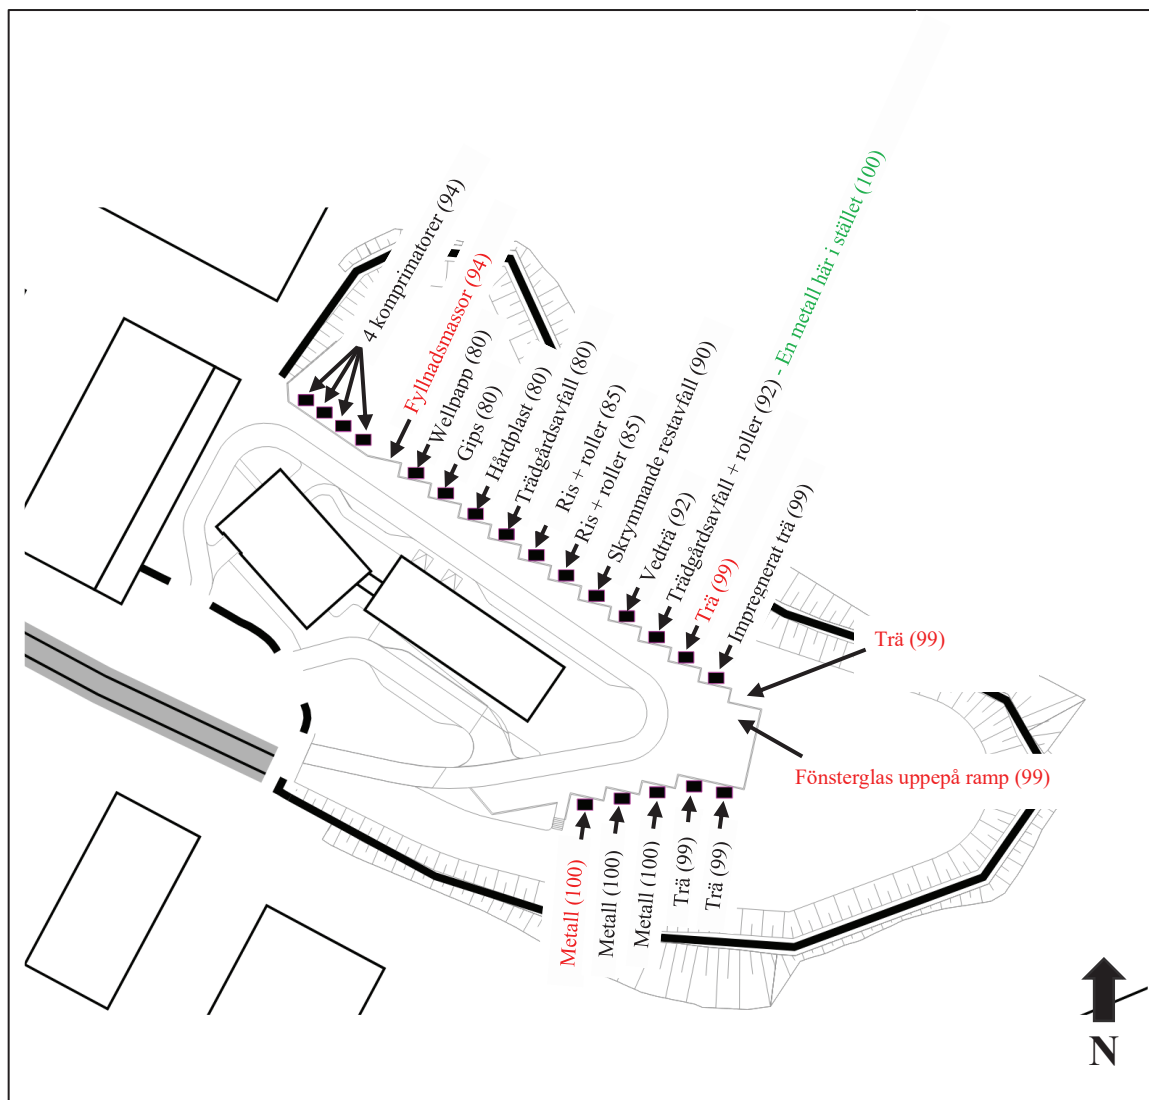 4 komprimatorer (94)
Fyllnadsmassor (94)
Wellpapp (80)
Gips (80)
Hårdplast (80)
Trädgårdsavfall (80)
Ris + roller (85)
Ris + roller (85)
Skrymmande restavfall (90)
Vedträ (92)
Trädgårdsavfall + roller (92) - En metall här i stället (100)
Trä (99)
Impregnerat trä (99)
Trä (99)
Fönsterglas uppepå ramp (99)
Metall (100)
Metall (100)
Metall (100)
Trä (99)
Trä (99)
N